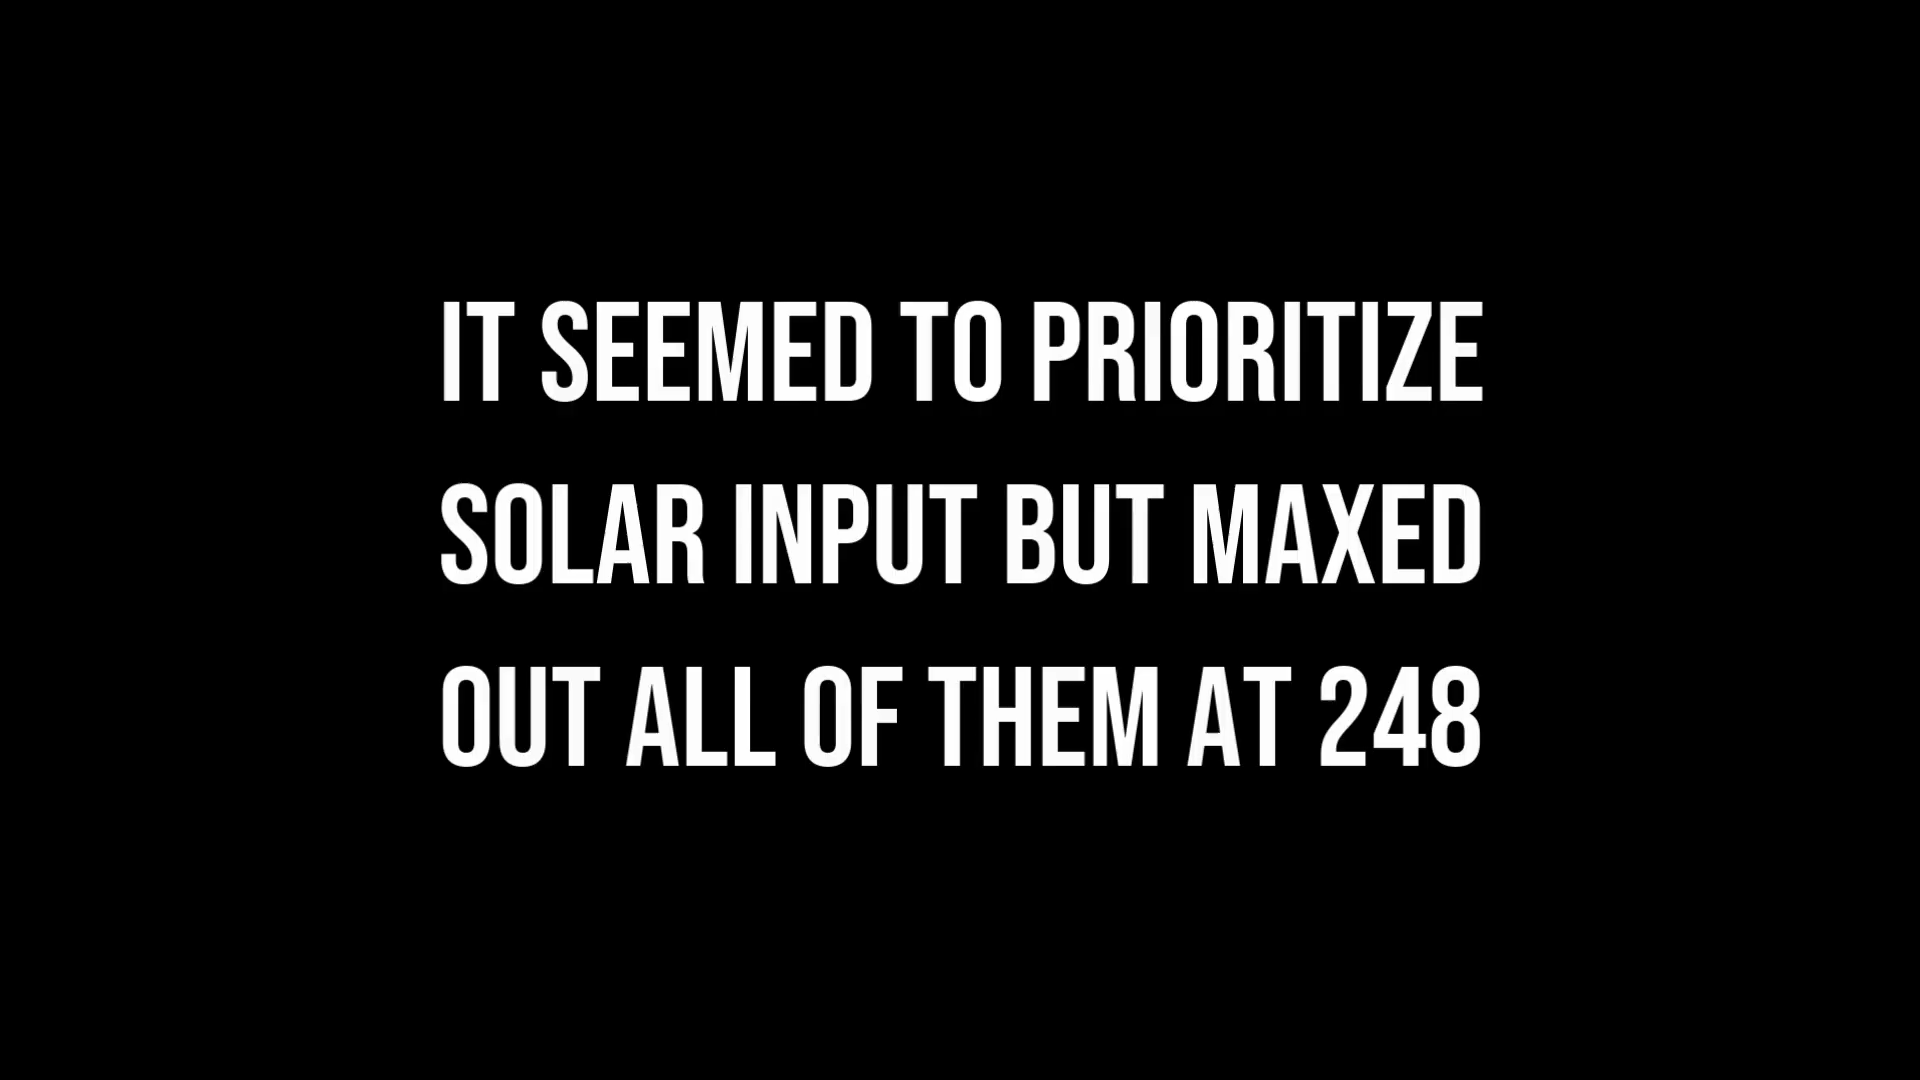 IT SEEMED TO PRIORITIZE
SOLAR INPUT BUT MAXED
OUT ALL OF THEM AT 248